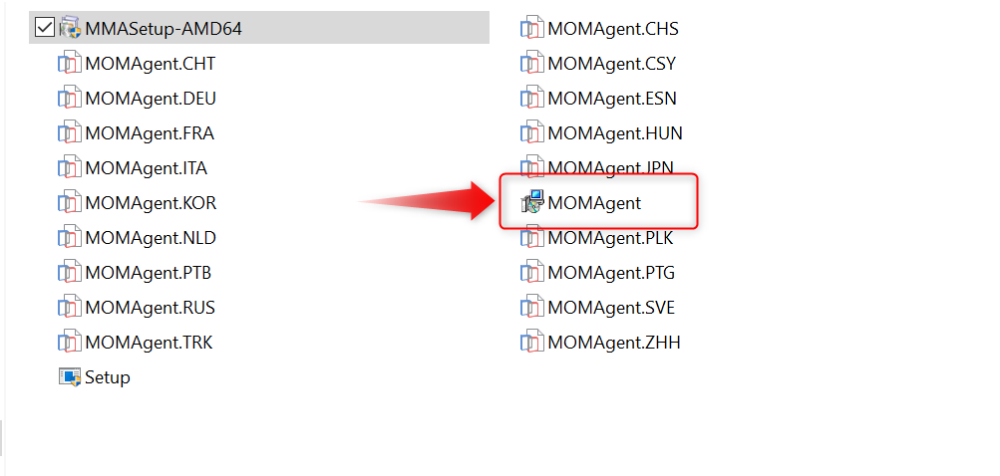 MMASetup-AMD64
MOMAgent.CHS
MOMAgent.CHT
MOMAgent.CSY
MOMAgent.DEU
MOMAgent.ESN
MOMAgent.FRA
MOMAgent.HUN
MOMAgent.ITA
MOMAgent.JPN
MOMAgent.KOR
MOMAgent
MOMAgent.NLD
MOMAgent.PLK
MOMAgent.PTB
MOMAgent.PTG
MOMAgent.RUS
MOMAgent.SVE
MOMAgent.TRK
MOMAgent.ZHH
Setup